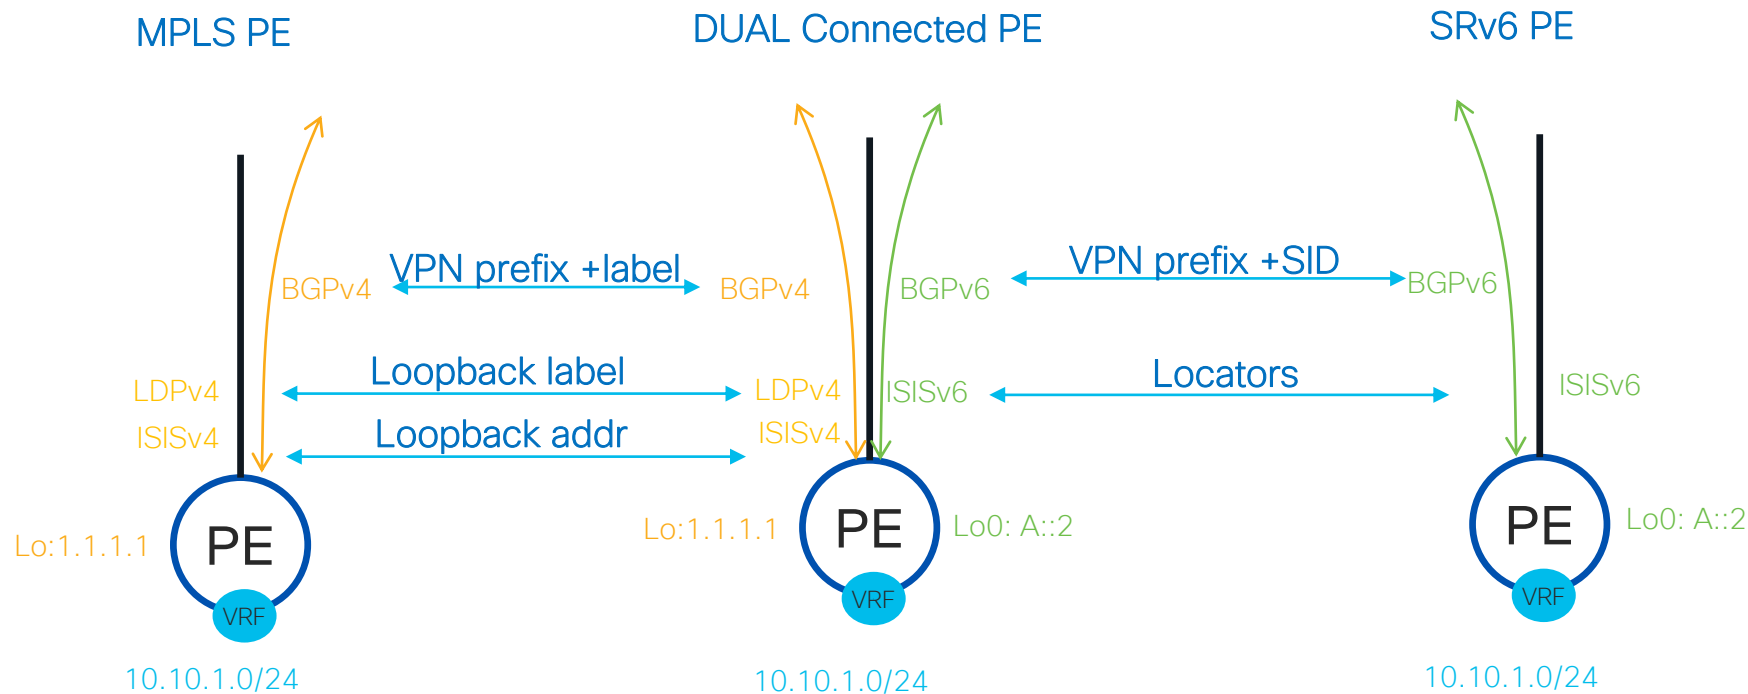 MPLS PE
DUAL Connected PE
SRv6 PE
VPN prefix +label
VPN prefix +SID
BGPv4
BGPv4
BGPv6
BGPv6
Loopback label
Locators
LDPv4
LDPv4
ISISv6
ISISv6
ISISv4
Loopback addr
ISISv4
Lo:1.1.1.1
PE
Lo:1.1.1.1
PE
Lo0: A::2
PE
Lo0: A::2
VRF
VRF
VRF
10.10.1.0/24
10.10.1.0/24
10.10.1.0/24